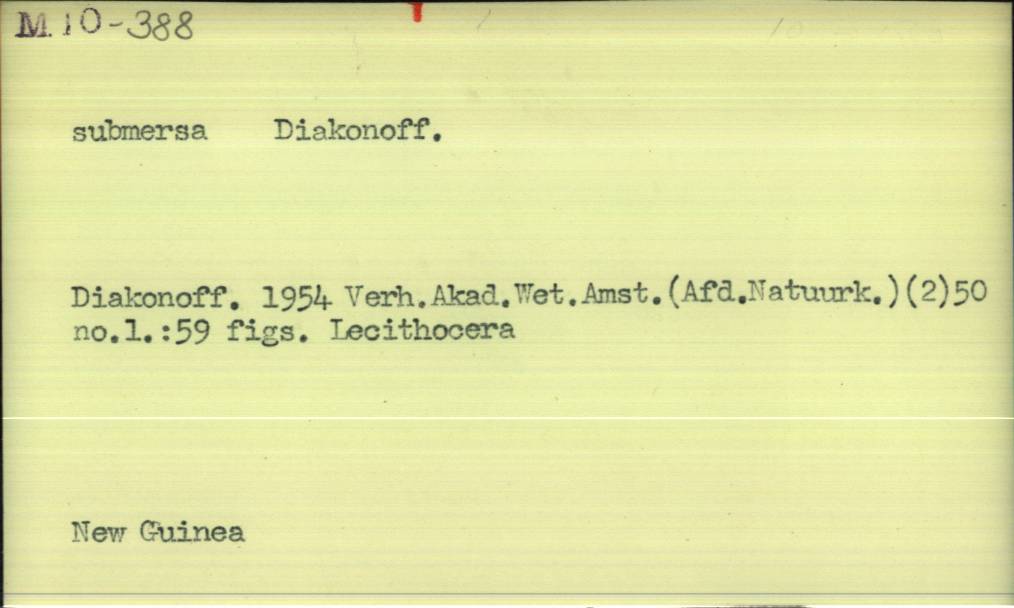 M.10-388
submersa Diakonoff.
Diakonoff. 1954 Verh.Akad.Wet.Amst.(Afd.Natuurk.)(2)50
no.1.:59 figs. Lecithocera
New Guinea